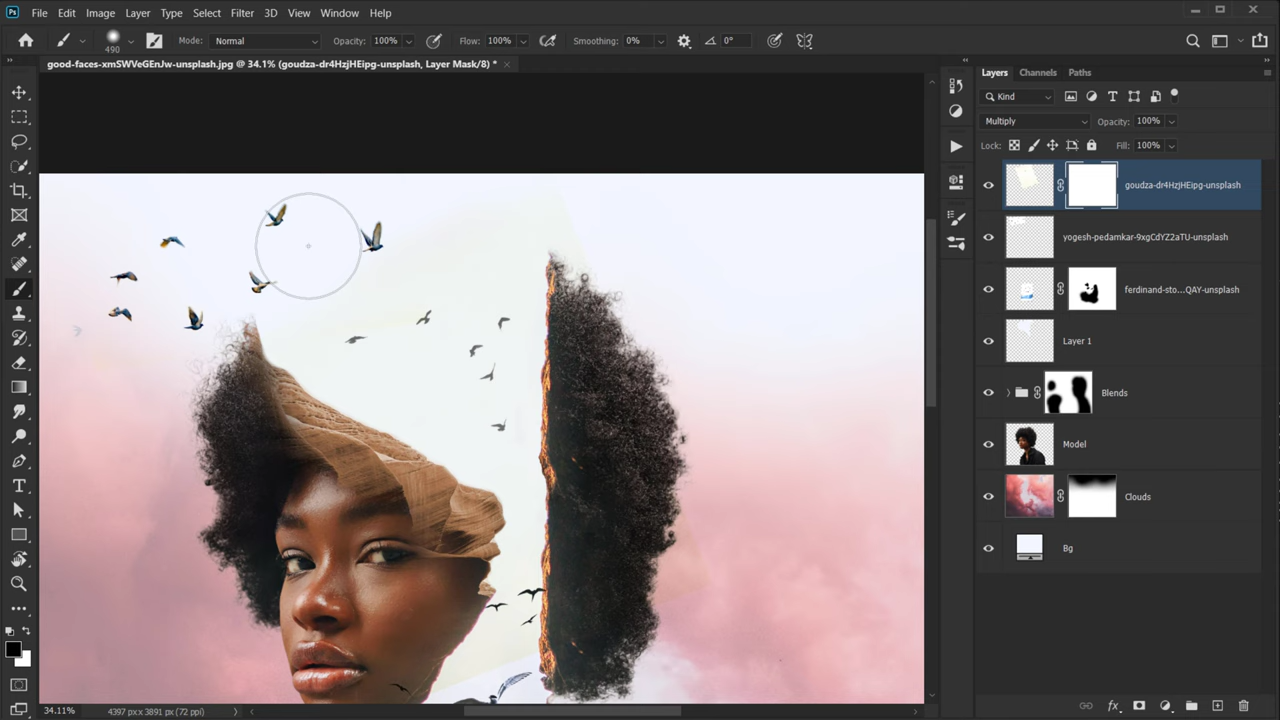 Ps File Edit Image Layer Type Select Filter 3D View Window Help
490 Mode: Normal Opacity: 100% Flow: 100% Smoothing: 0% 0°
good-faces-xmSWVeGEnJw-unsplash.jpg @ 34.1% (goudza-dr4HzjHEipg-unsplash, Layer Mask/8) * ×
Layers Channels Paths
Kind
Multiply Opacity: 100%
Lock: Fill: 100%
goudza-dr4HzjHEipg-unsplash
yogesh-pedamkar-9xgCdYZ2aTU-unsplash
ferdinand-sto...QAY-unsplash
Layer 1
Blends
Model
Clouds
Bg
34.11% 4397 px x 3891 px (72 ppi)